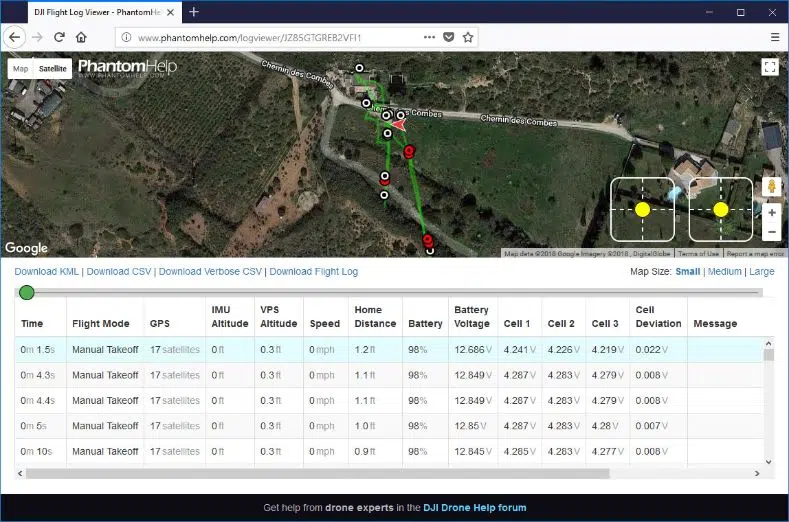 DJI Flight Log Viewer - PhantomHe
www.phantomhelp.com/logviewer/JZ85GTGREB2VFI1
Map Satellite
PhantomHelp
WWW.PHANTOMHELP.COM
Chemin des Combes
Chemin des Combes
Chemin des Combes
Google
Map data ©2018 Google Imagery ©2018 , DigitalGlobe Terms of Use Report a map error
Download KML | Download CSV | Download Verbose CSV | Download Flight Log
Map Size: Small | Medium | Large
Time Flight Mode GPS IMU Altitude VPS Altitude Speed Home Distance Battery Battery Voltage Cell 1 Cell 2 Cell 3 Cell Deviation Message
0m 1.5s Manual Takeoff 17 satellites 0 ft 0.3 ft 0 mph 1.2 ft 98% 12.686 V 4.241 V 4.226 V 4.219 V 0.022 V
0m 4.3s Manual Takeoff 17 satellites 0 ft 0.3 ft 0 mph 1.1 ft 98% 12.849 V 4.287 V 4.283 V 4.279 V 0.008 V
0m 4.4s Manual Takeoff 17 satellites 0 ft 0.3 ft 0 mph 1.1 ft 98% 12.849 V 4.287 V 4.283 V 4.279 V 0.008 V
0m 5s Manual Takeoff 17 satellites 0 ft 0.3 ft 0 mph 1.0 ft 98% 12.85 V 4.287 V 4.283 V 4.28 V 0.007 V
0m 10s Manual Takeoff 17 satellites 0 ft 0.3 ft 0 mph 0.9 ft 98% 12.845 V 4.285 V 4.283 V 4.277 V 0.008 V
Get help from drone experts in the DJI Drone Help forum